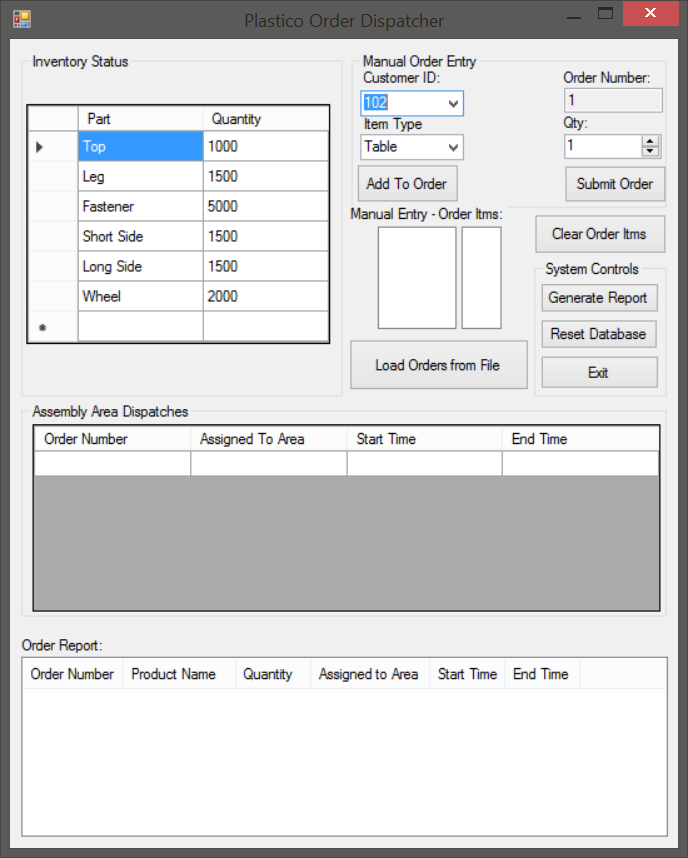 Plastico Order Dispatcher
Inventory Status
Part Quantity
Top 1000
Leg 1500
Fastener 5000
Short Side 1500
Long Side 1500
Wheel 2000
Manual Order Entry
Customer ID: Order Number:
102 1
Item Type Qty:
Table 1
Add To Order Submit Order
Manual Entry - Order Itms:
Clear Order Itms
System Controls
Generate Report
Reset Database
Load Orders from File
Exit
Assembly Area Dispatches
Order Number Assigned To Area Start Time End Time
Order Report:
Order Number Product Name Quantity Assigned to Area Start Time End Time